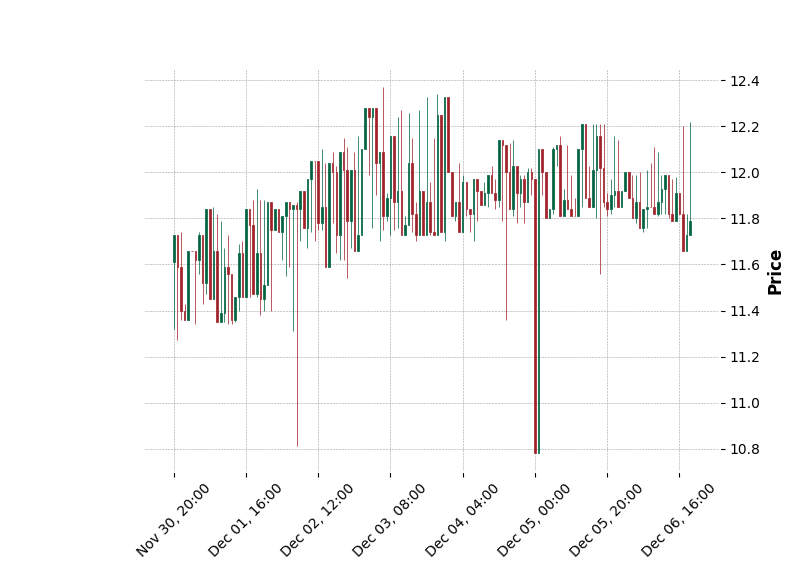 12.4
12.2
12.0
11.8
11.6
11.4
11.2
11.0
10.8
Price
Nov 30, 20:00
Dec 01, 16:00
Dec 02, 12:00
Dec 03, 08:00
Dec 04, 04:00
Dec 05, 00:00
Dec 05, 20:00
Dec 06, 16:00